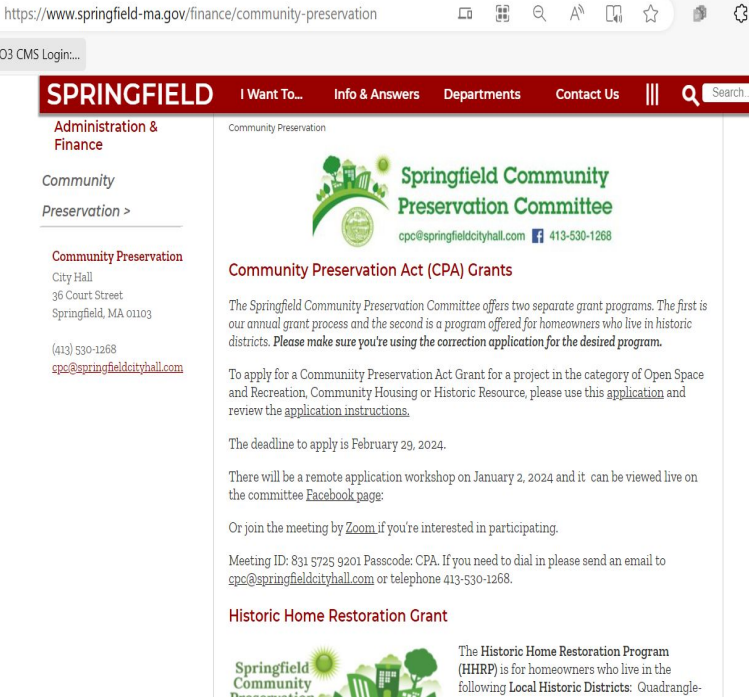 https://www.springfield-ma.gov/finance/community-preservation
O3 CMS Login:...
SPRINGFIELD
I Want To...
Info & Answers
Departments
Contact Us
Search...
Administration &
Finance
Community
Preservation >
Community Preservation
City Hall
36 Court Street
Springfield, MA 01103
(413) 530-1268
cpc@springfieldcityhall.com
Community Preservation
Springfield Community
Preservation Committee
cpc@springfieldcityhall.com f 413-530-1268
Community Preservation Act (CPA) Grants
The Springfield Community Preservation Committee offers two separate grant programs. The first is
our annual grant process and the second is a program offered for homeowners who live in historic
districts. Please make sure you're using the correction application for the desired program.
To apply for a Communiity Preservation Act Grant for a project in the category of Open Space
and Recreation, Community Housing or Historic Resource, please use this application and
review the application instructions.
The deadline to apply is February 29, 2024.
There will be a remote application workshop on January 2, 2024 and it can be viewed live on
the committee Facebook page:
Or join the meeting by Zoom if you're interested in participating.
Meeting ID: 831 5725 9201 Passcode: CPA. If you need to dial in please send an email to
cpc@springfieldcityhall.com or telephone 413-530-1268.
Historic Home Restoration Grant
Springfield
Community
Preservation
The Historic Home Restoration Program
(HHRP) is for homeowners who live in the
following Local Historic Districts: Quadrangle-